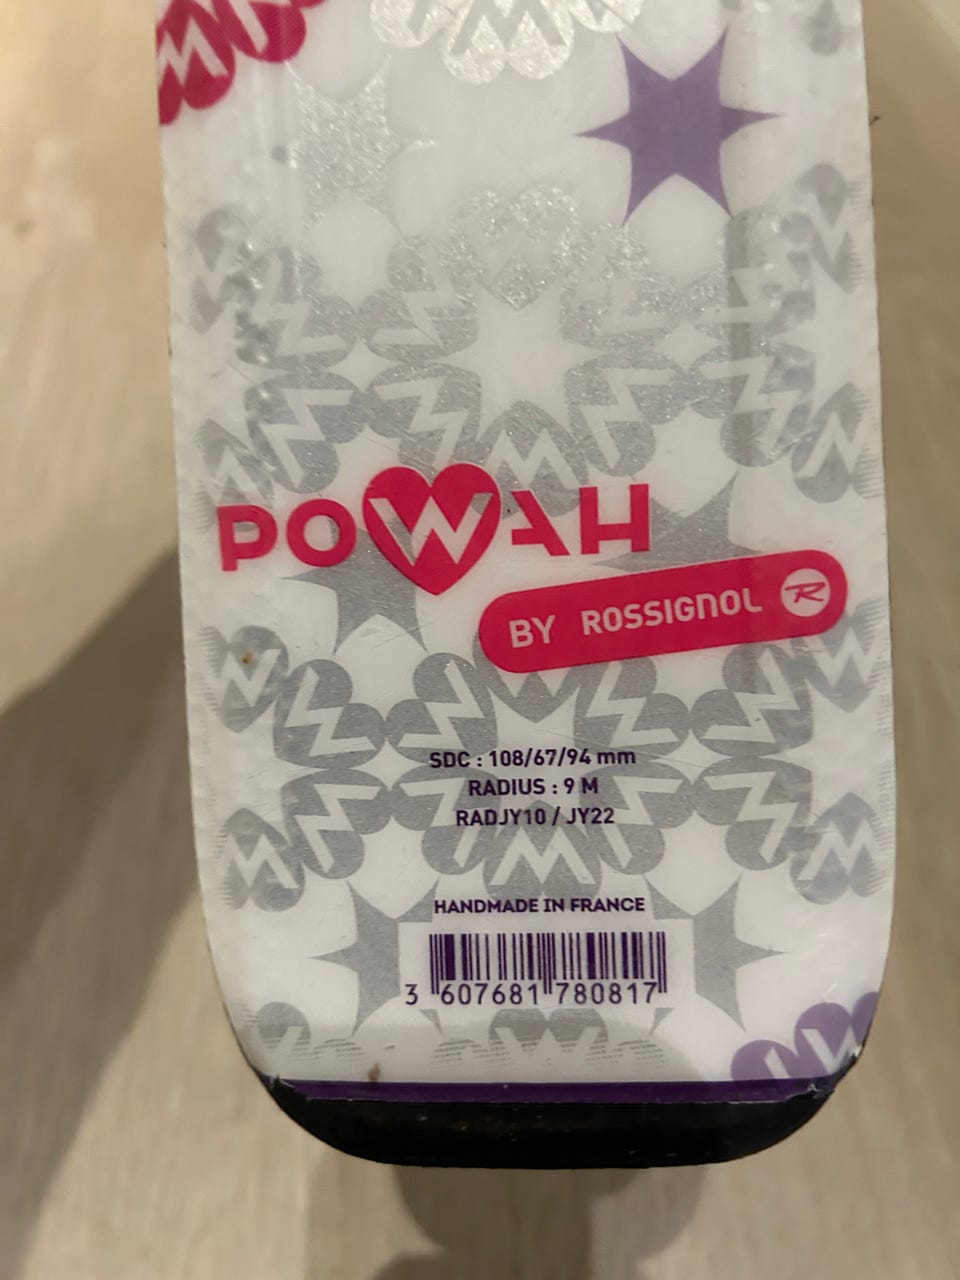 POWAH
BY ROSSIGNOL R
SDC : 108/67/94 mm
RADIUS : 9 M
RADJY10 / JY22
HANDMADE IN FRANCE
3 607681 780817